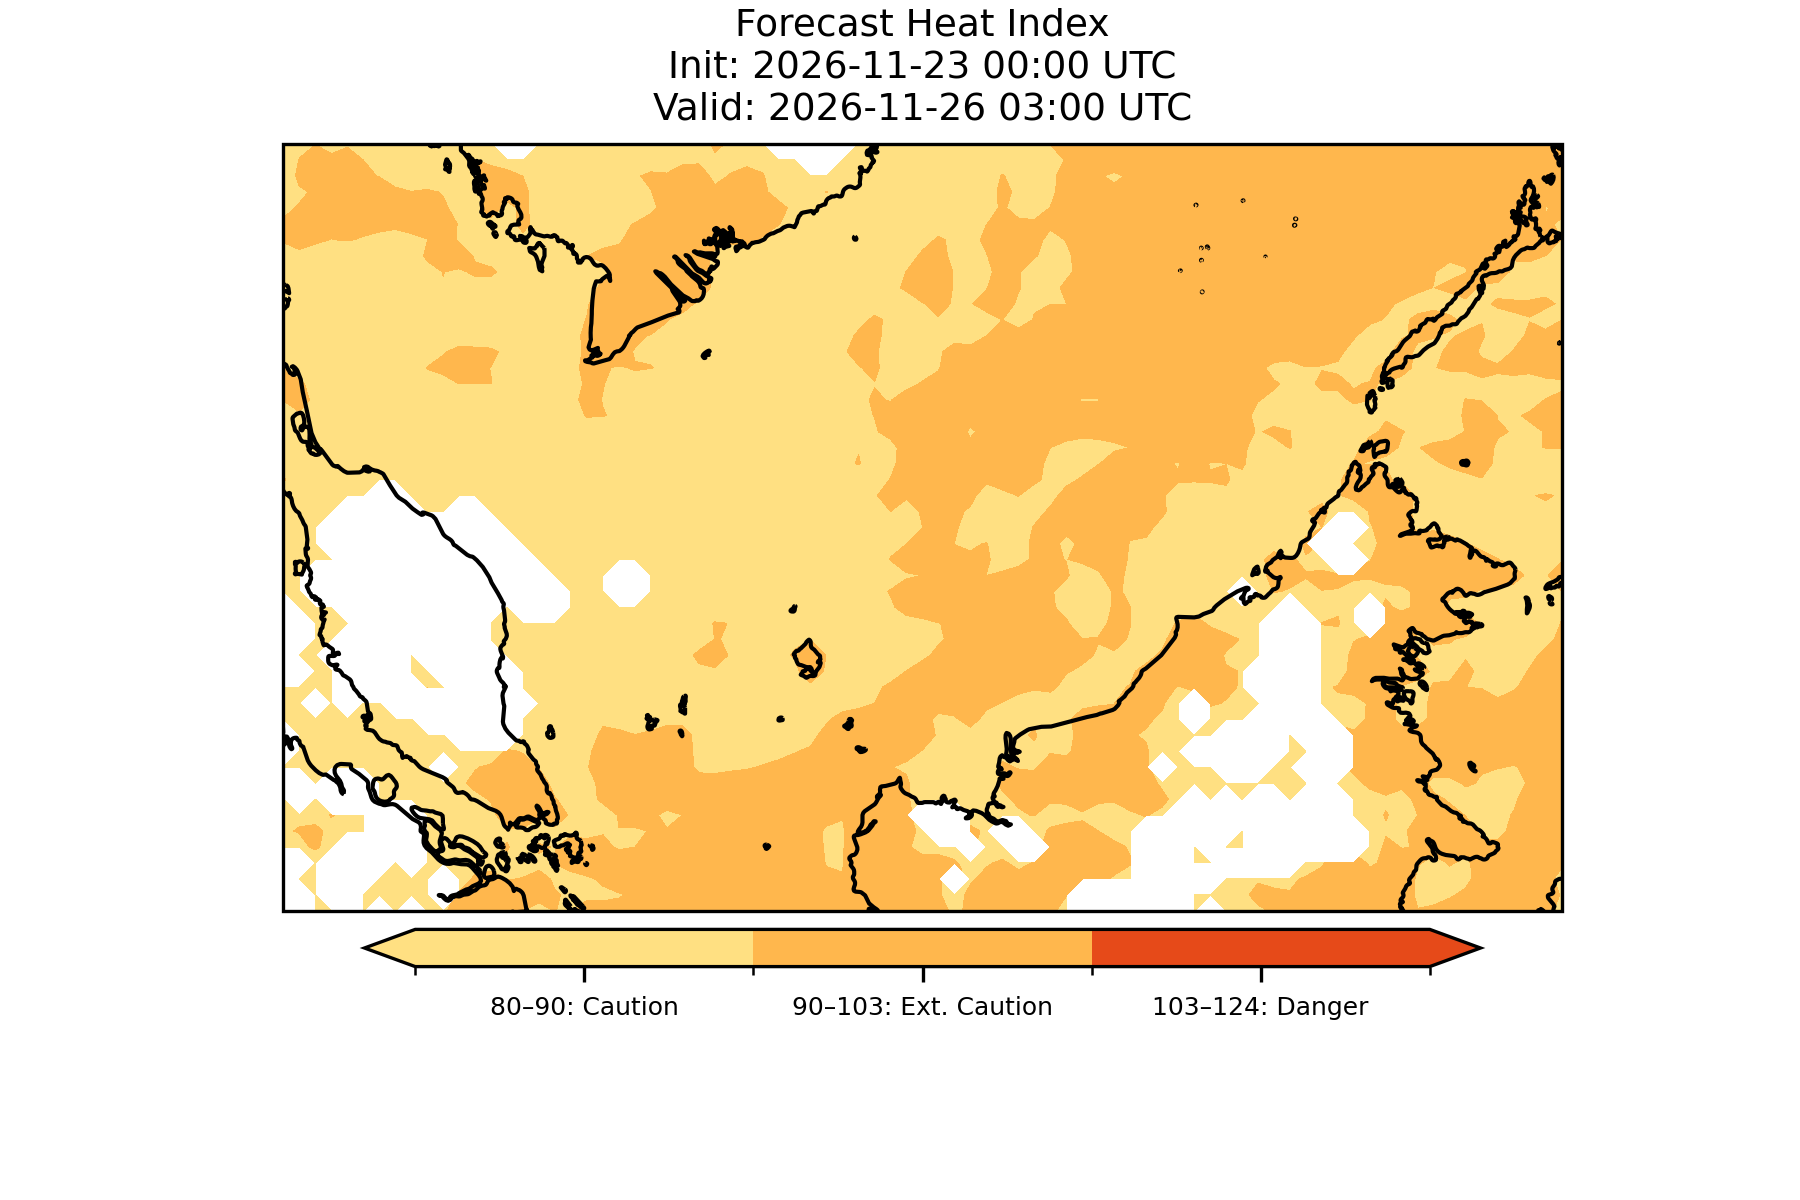 Forecast Heat Index
Init: 2026-11-23 00:00 UTC
Valid: 2026-11-26 03:00 UTC
80–90: Caution
90–103: Ext. Caution
103–124: Danger